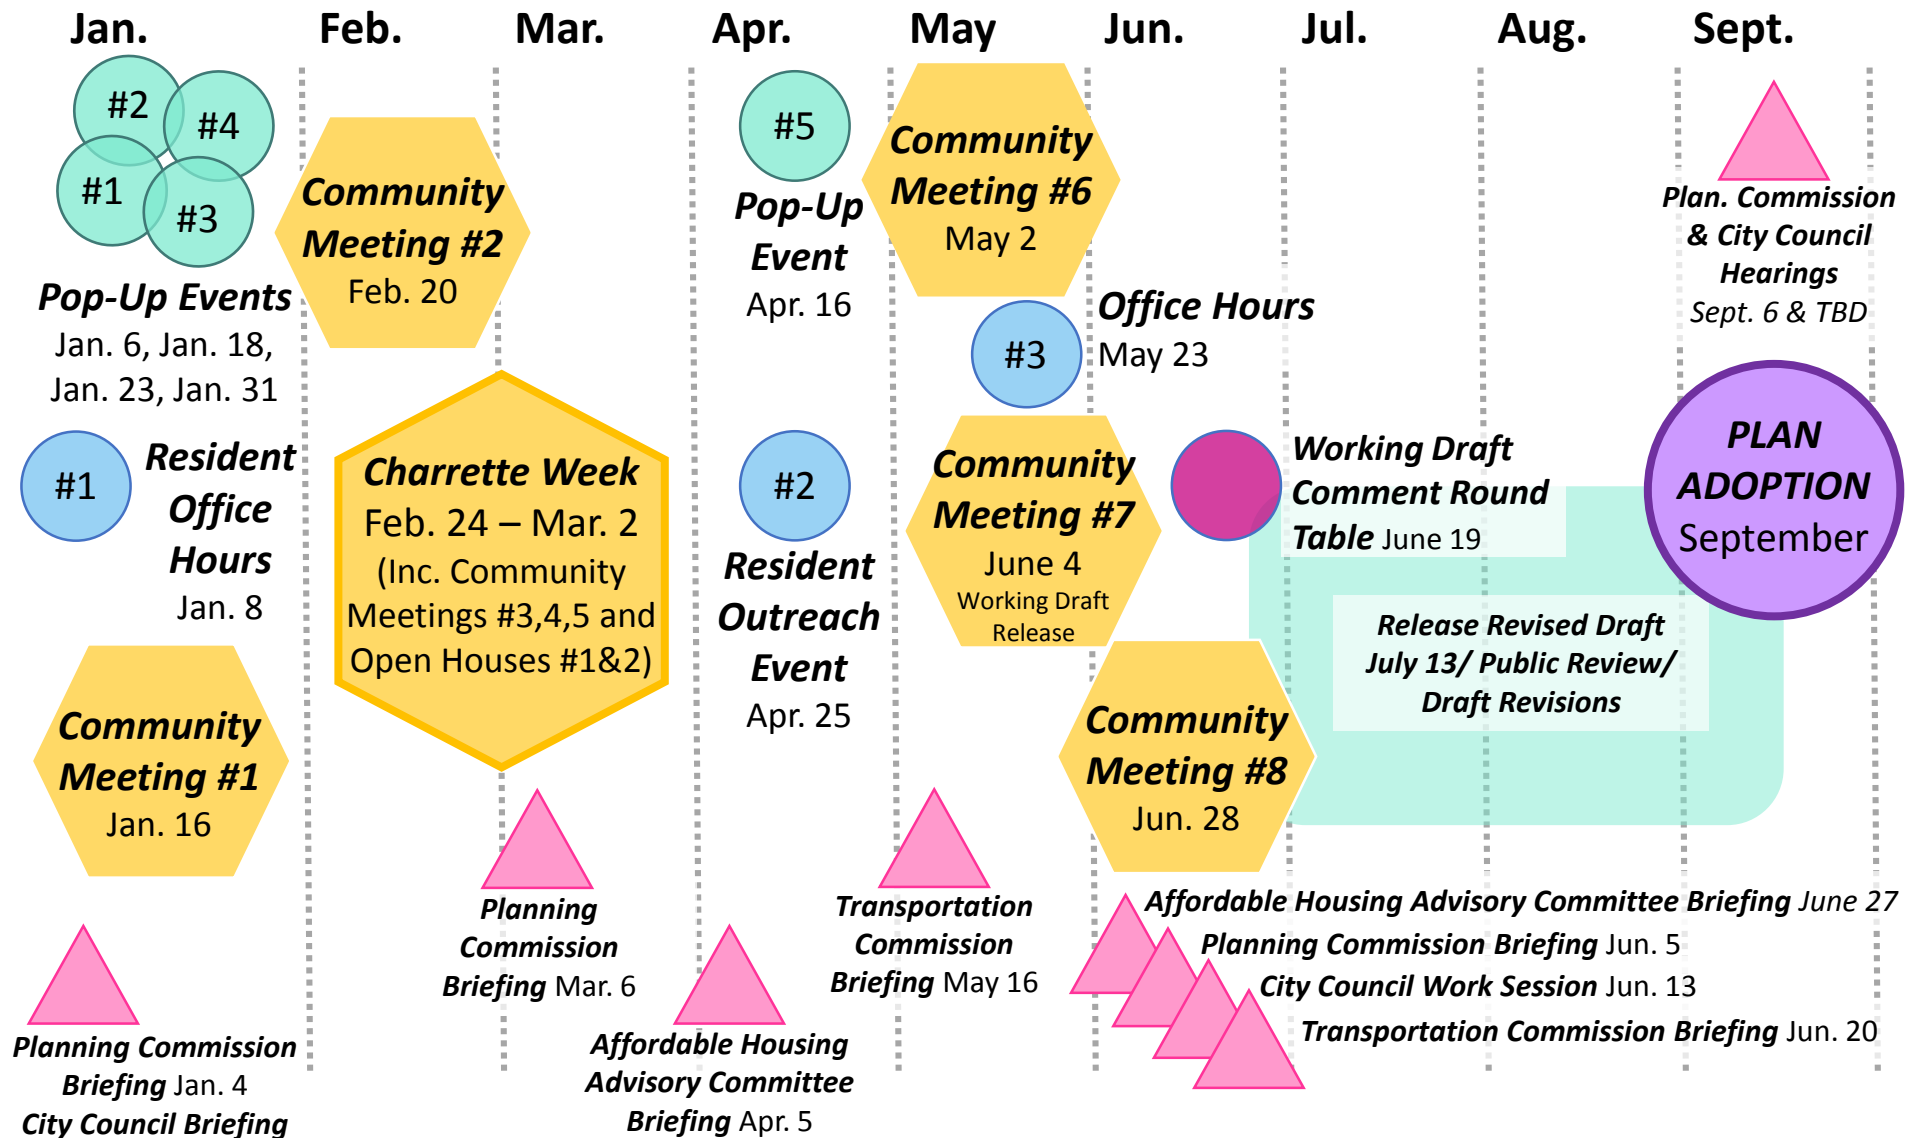 Jan.
Feb.
Mar.
Apr.
May
Jun.
Jul.
Aug.
Sept.
#2
#4
#1
#3
Pop-Up Events
Jan. 6, Jan. 18,
Jan. 23, Jan. 31
#1
Resident
Office
Hours
Jan. 8
Community
Meeting #1
Jan. 16
Planning Commission
Briefing Jan. 4
City Council Briefing
Community
Meeting #2
Feb. 20
Charrette Week
Feb. 24 – Mar. 2
(Inc. Community
Meetings #3,4,5 and
Open Houses #1&2)
Planning
Commission
Briefing Mar. 6
#5
Pop-Up
Event
Apr. 16
#2
Resident
Outreach
Event
Apr. 25
Affordable Housing
Advisory Committee
Briefing Apr. 5
Community
Meeting #6
May 2
#3
Office Hours
May 23
Community
Meeting #7
June 4
Working Draft
Release
Transportation
Commission
Briefing May 16
Working Draft
Comment Round
Table June 19
Community
Meeting #8
Jun. 28
Release Revised Draft
July 13/ Public Review/
Draft Revisions
Affordable Housing Advisory Committee Briefing June 27
Planning Commission Briefing Jun. 5
City Council Work Session Jun. 13
Transportation Commission Briefing Jun. 20
Plan. Commission
& City Council
Hearings
Sept. 6 & TBD
PLAN
ADOPTION
September